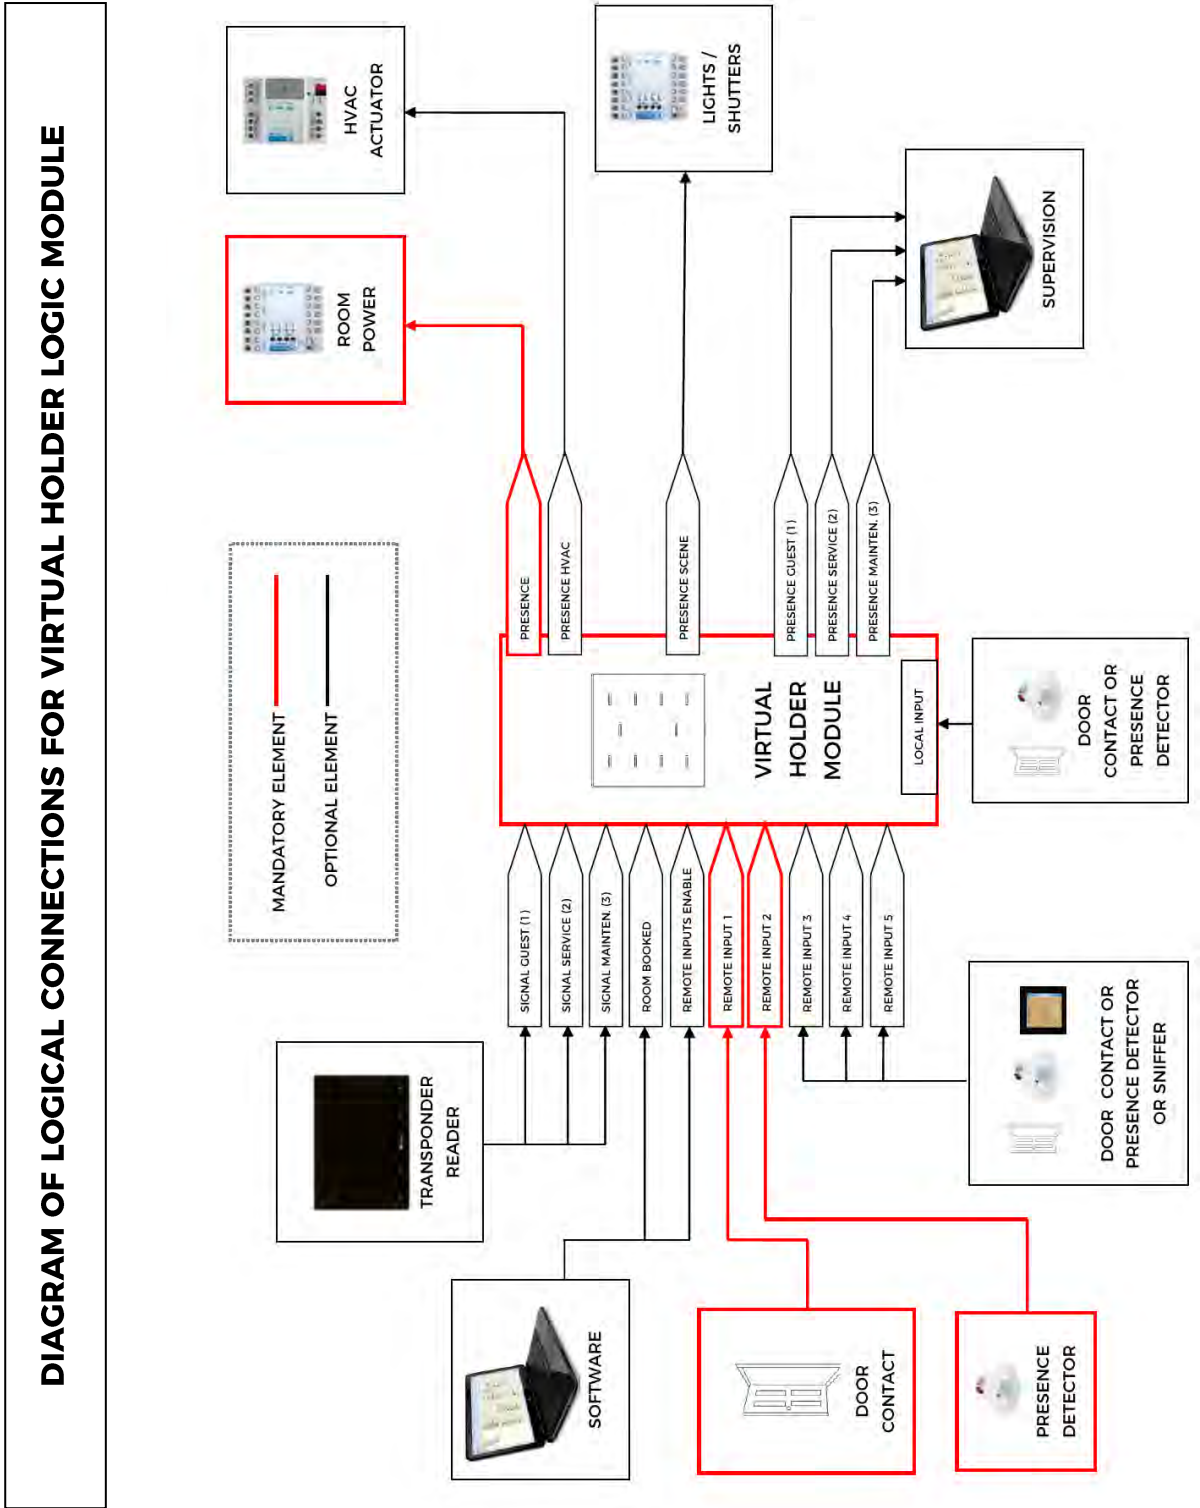 DIAGRAM OF LOGICAL CONNECTIONS FOR VIRTUAL HOLDER LOGIC MODULE
MANDATORY ELEMENT
OPTIONAL ELEMENT
SOFTWARE
TRANSPONDER
READER
DOOR
CONTACT
PRESENCE
DETECTOR
DOOR CONTACT OR
PRESENCE DETECTOR
OR SNIFFER
SIGNAL GUEST (1)
SIGNAL SERVICE (2)
SIGNAL MAINTEN. (3)
ROOM BOOKED
REMOTE INPUTS ENABLE
REMOTE INPUT 1
REMOTE INPUT 2
REMOTE INPUT 3
REMOTE INPUT 4
REMOTE INPUT 5
VIRTUAL
HOLDER
MODULE
LOCAL INPUT
DOOR
CONTACT OR
PRESENCE
DETECTOR
PRESENCE
PRESENCE HVAC
PRESENCE SCENE
PRESENCE GUEST (1)
PRESENCE SERVICE (2)
PRESENCE MAINTEN. (3)
ROOM
POWER
HVAC
ACTUATOR
LIGHTS /
SHUTTERS
SUPERVISION